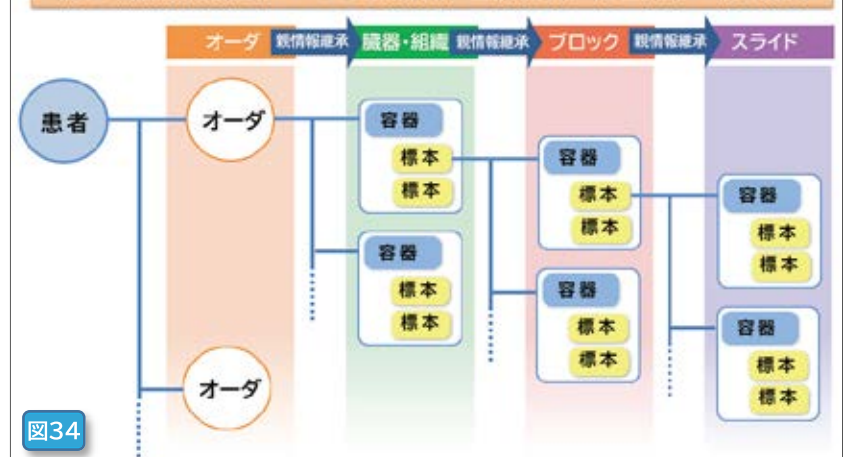 オーダ 親情報継承 臓器・組織 親情報継承 ブロック 親情報継承 スライド
患者
オーダ
容器
標本
標本
容器
標本
標本
容器
標本
標本
容器
標本
標本
容器
標本
標本
容器
標本
標本
オーダ
図34